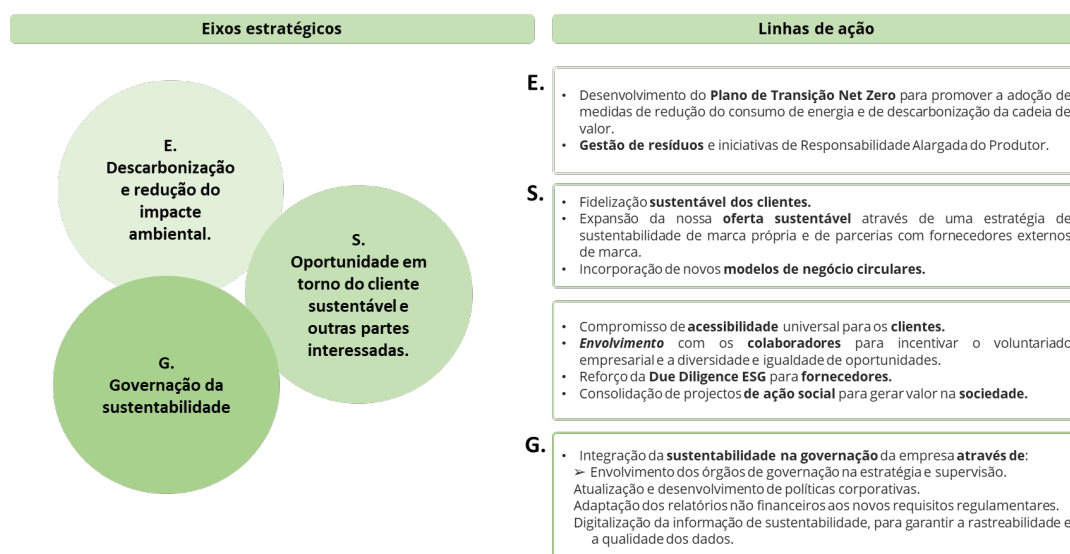 Eixos estratégicos
E.
Descarbonização
e redução do
impacte
ambiental.
S.
Oportunidade em
torno do cliente
sustentável e
outras partes
interessadas.
G.
Governação da
sustentabilidade
Linhas de ação
E.
• Desenvolvimento do Plano de Transição Net Zero para promover a adoção de
medidas de redução do consumo de energia e de descarbonização da cadeia de
valor.
• Gestão de resíduos e iniciativas de Responsabilidade Alargada do Produtor.
S.
• Fidelização sustentável dos clientes.
• Expansão da nossa oferta sustentável através de uma estratégia de
sustentabilidade de marca própria e de parcerias com fornecedores externos
de marca.
• Incorporação de novos modelos de negócio circulares.
• Compromisso de acessibilidade universal para os clientes.
• Envolvimento com os colaboradores para incentivar o voluntariado
empresarial e a diversidade e igualdade de oportunidades.
• Reforço da Due Diligence ESG para fornecedores.
• Consolidação de projectos de ação social para gerar valor na sociedade.
G.
• Integração da sustentabilidade na governação da empresa através de:
➢ Envolvimento dos órgãos de governação na estratégia e supervisão.
Atualização e desenvolvimento de políticas corporativas.
Adaptação dos relatórios não financeiros aos novos requisitos regulamentares.
Digitalização da informação de sustentabilidade, para garantir a rastreabilidade e
a qualidade dos dados.